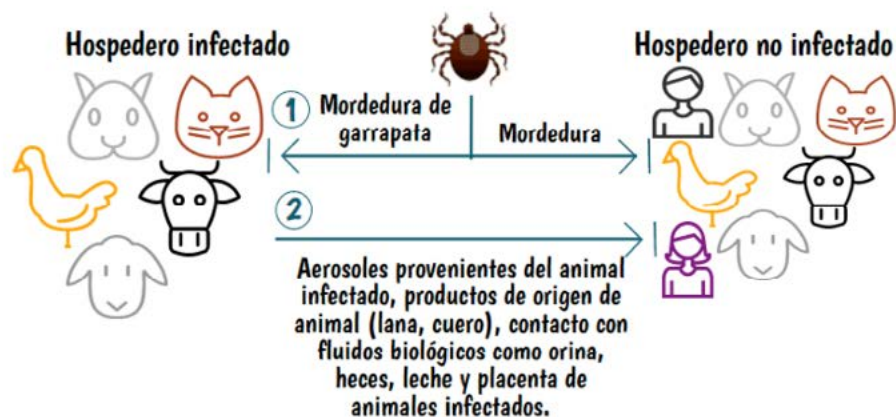 Hospedero infectado
Hospedero no infectado
1
Mordedura de
garrapata
Mordedura
2
Aerosoles provenientes del animal
infectado, productos de origen de
animal (lana, cuero), contacto con
fluidos biológicos como orina,
heces, leche y placenta de
animales infectados.